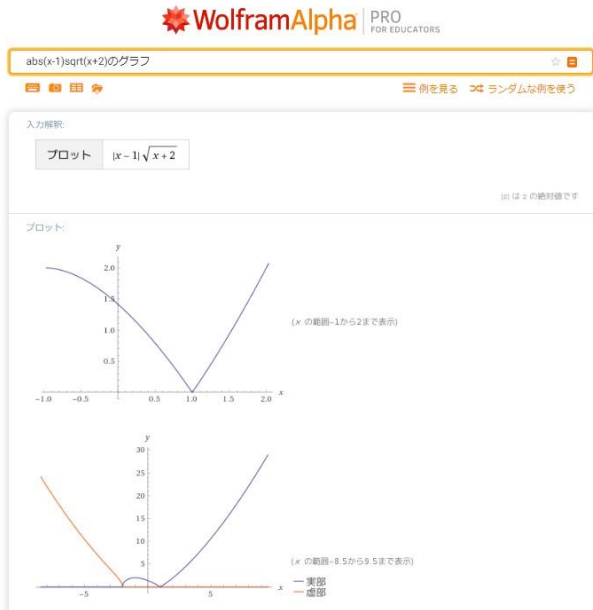 WolframAlpha PRO FOR EDUCATORS
abs(x-1)sqrt(x+2)のグラフ
例を見る ランダムな例を使う
入力解釈:
プロット |x − 1| √x + 2
|z| は z の絶対値です
プロット:
y
2.0
1.5
1.0
0.5
−1.0 −0.5 0.5 1.0 1.5 2.0 x
(x の範囲-1から2まで表示)
y
30
25
20
15
10
5
−5 5 x
(x の範囲-8.5から9.5まで表示)
実部
虚部